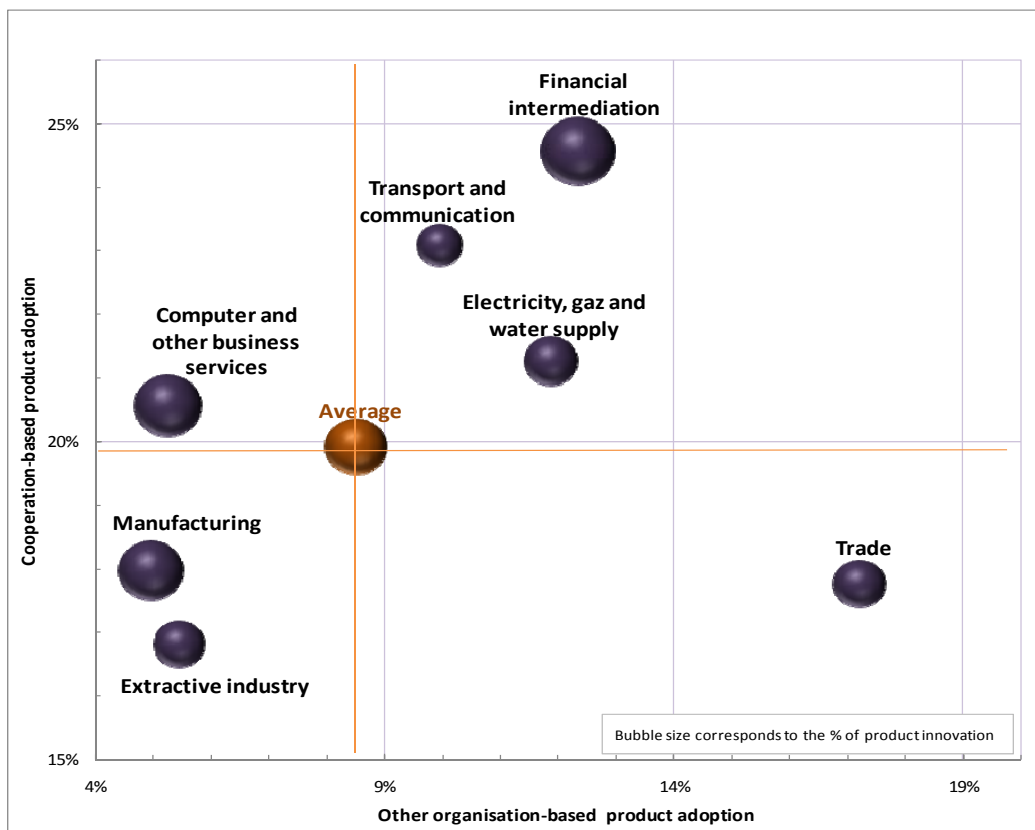 Financial
intermediation
25%
Transport and
communication
Electricity, gaz and
water supply
Computer and
other business
services
Average
20%
Manufacturing
Trade
Extractive industry
Bubble size corresponds to the % of product innovation
15%
4%
9%
14%
19%
Other organisation-based product adoption
Cooperation-based product adoption